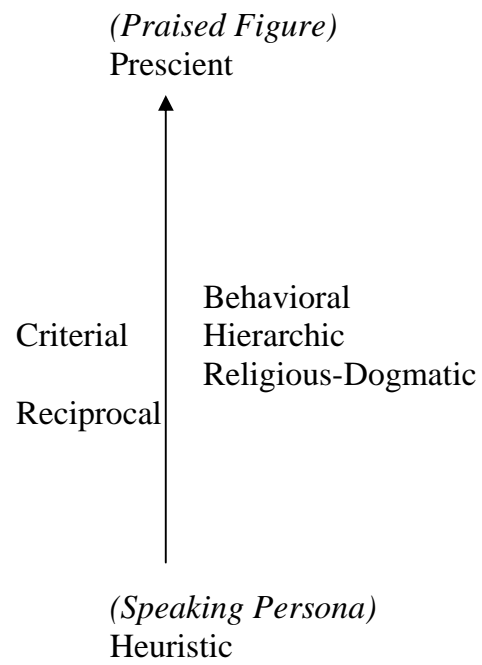 (Praised Figure)
Prescient
Behavioral
Criterial Hierarchic
Religious-Dogmatic
Reciprocal
(Speaking Persona)
Heuristic